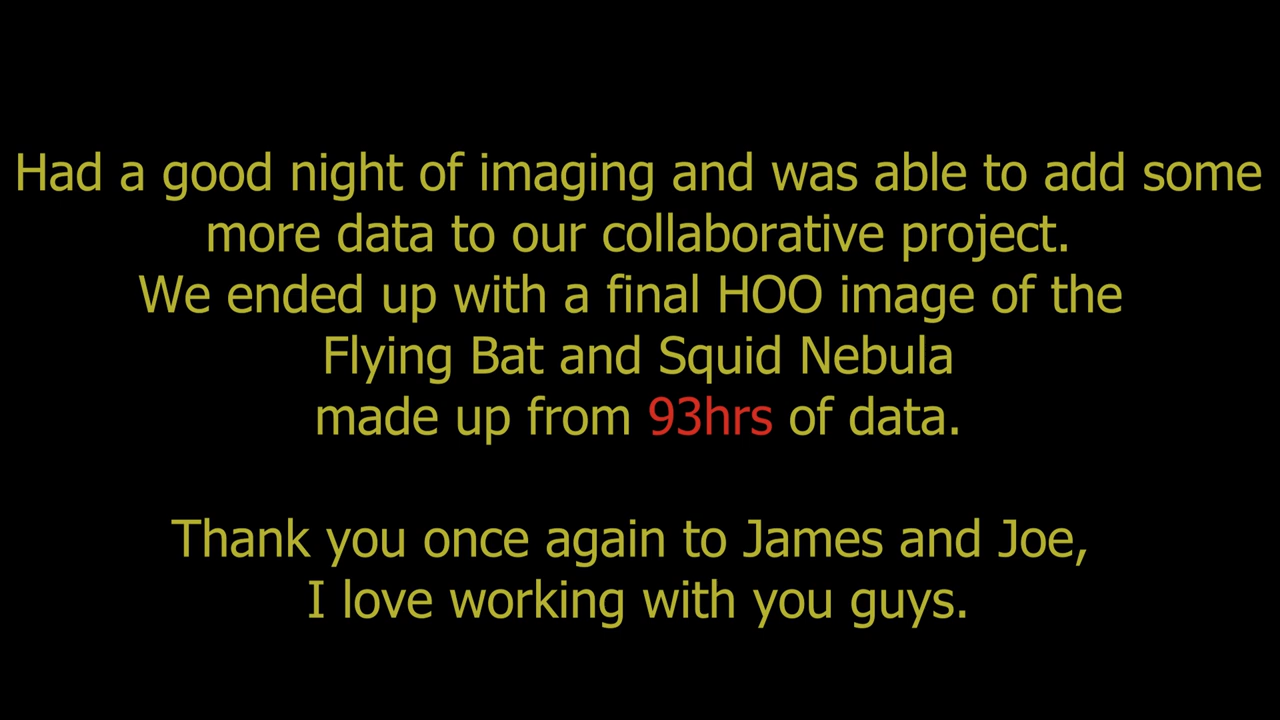 Had a good night of imaging and was able to add some
more data to our collaborative project.
We ended up with a final HOO image of the
Flying Bat and Squid Nebula
made up from 93hrs of data.
Thank you once again to James and Joe,
I love working with you guys.